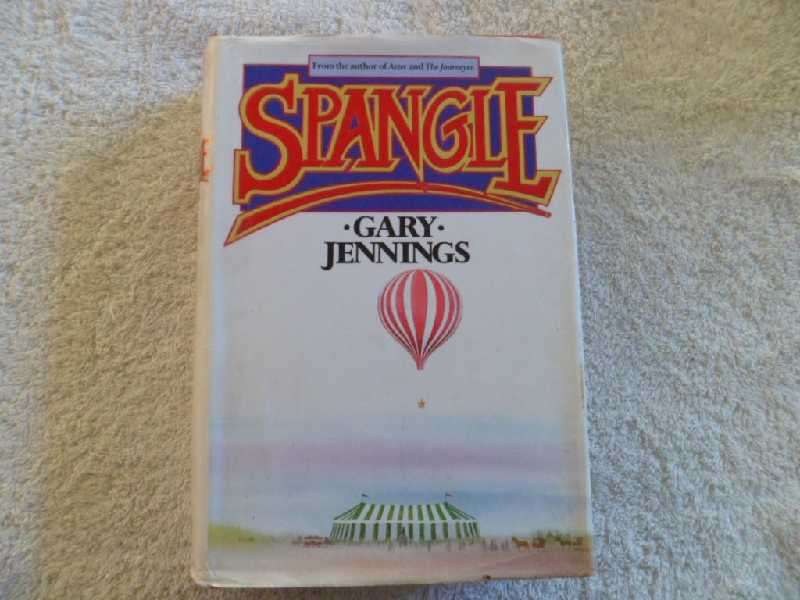 From the author of Aztec and The Journeyer
SPANGLE
·GARY·
JENNINGS